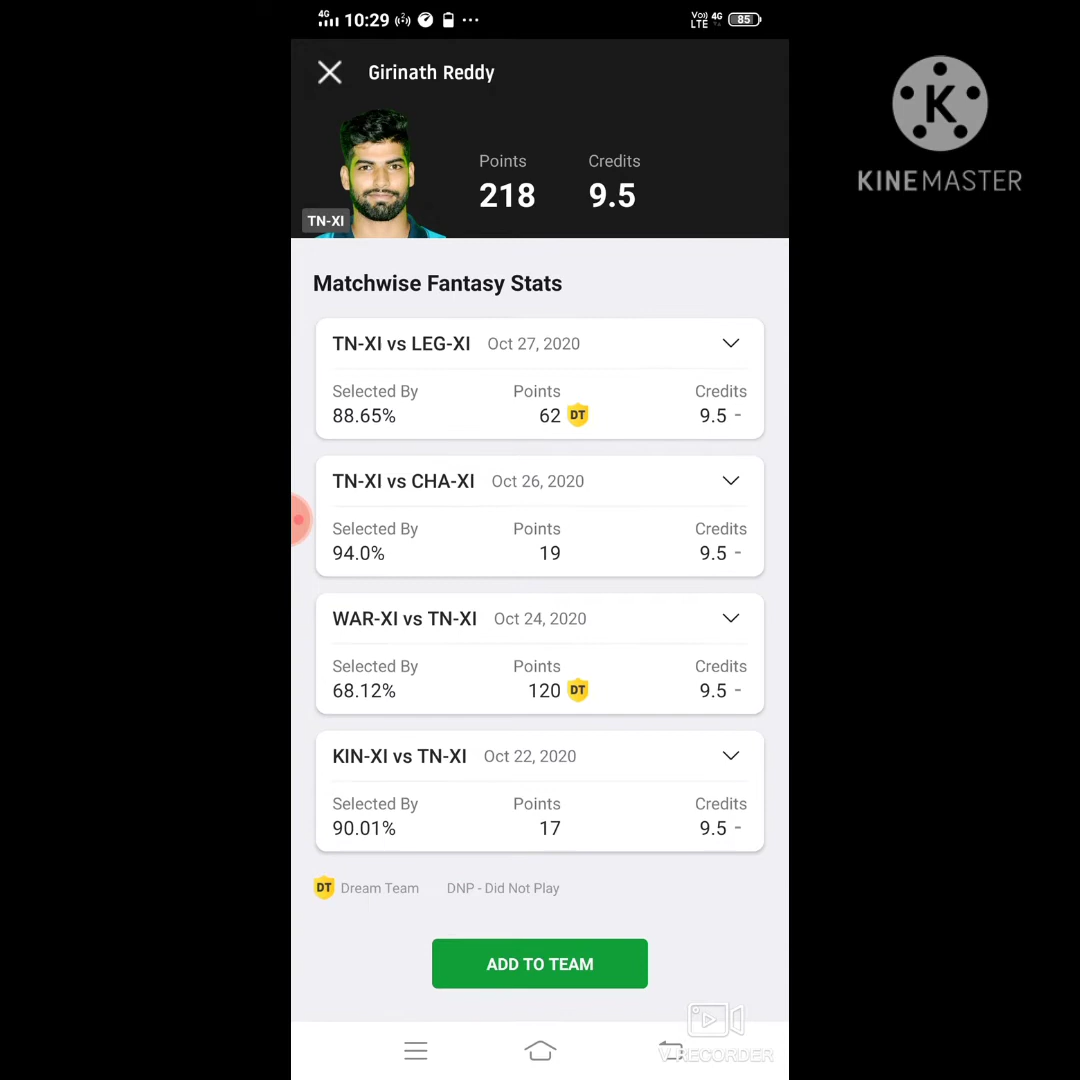 4G 10:29 Vo) 4G LTE 85
K
KINEMASTER
Girinath Reddy
Points Credits
218 9.5
TN-XI
Matchwise Fantasy Stats
TN-XI vs LEG-XI Oct 27, 2020
Selected By Points Credits
88.65% 62 DT 9.5 -
TN-XI vs CHA-XI Oct 26, 2020
Selected By Points Credits
94.0% 19 9.5 -
WAR-XI vs TN-XI Oct 24, 2020
Selected By Points Credits
68.12% 120 DT 9.5 -
KIN-XI vs TN-XI Oct 22, 2020
Selected By Points Credits
90.01% 17 9.5 -
DT Dream Team DNP - Did Not Play
ADD TO TEAM
V RECORDER